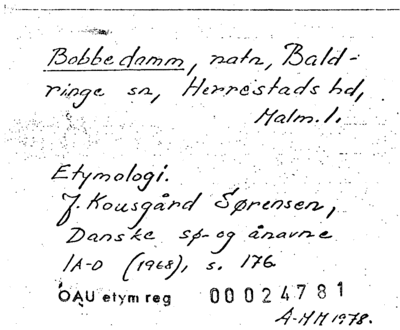 Bobbedamm, natn, Bald-
ringe sn, Herrestads hd,
Malm. l.
Etymologi.
J. Kousgård Sørensen,
Danske sø- og ånavne
1A-D (1968), s. 176.
OAU etym reg 00024781
A-MH 1978.